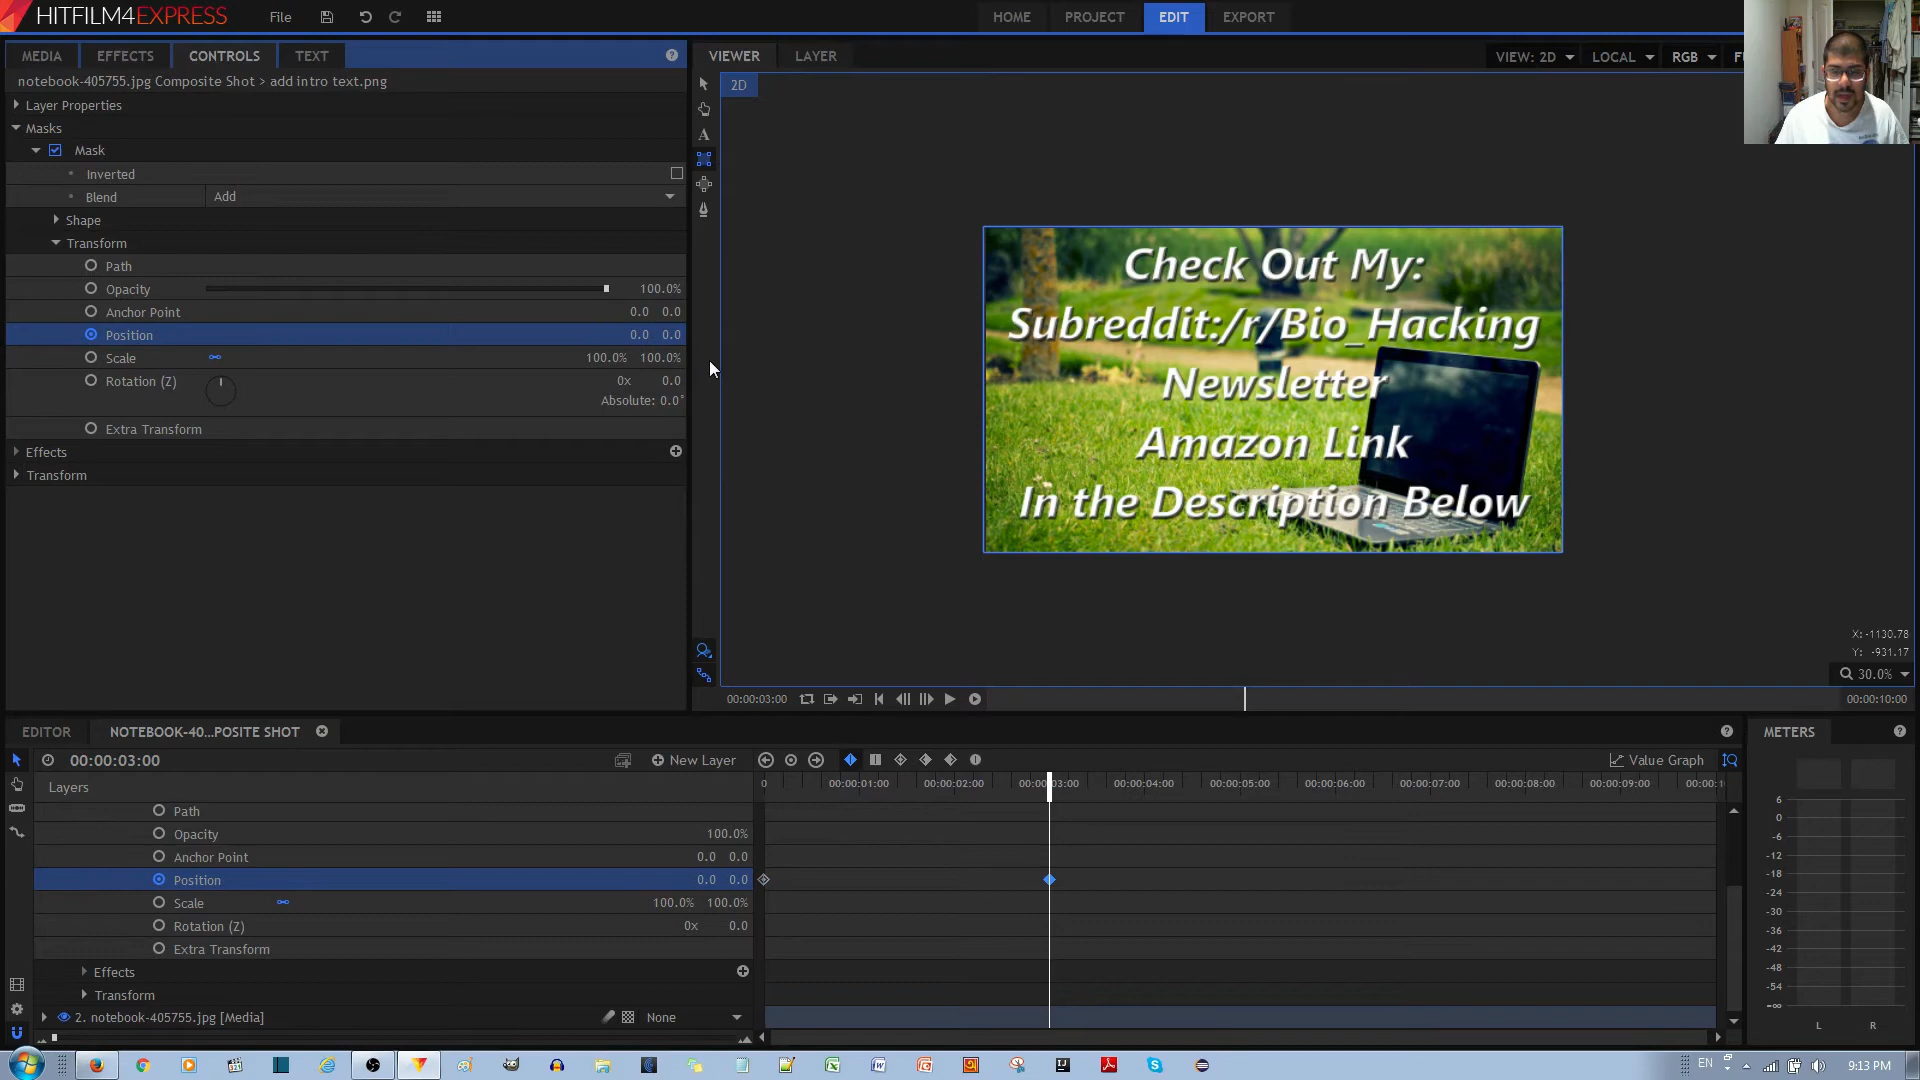 HITFILM4EXPRESS
File
HOME PROJECT EDIT EXPORT
MEDIA EFFECTS CONTROLS TEXT
VIEWER LAYER
VIEW: 2D LOCAL RGB
notebook-405755.jpg Composite Shot > add intro text.png
2D
Layer Properties
Masks
Mask
Inverted
Blend Add
Shape
Transform
Path
Opacity 100.0%
Anchor Point 0.0 0.0
Position 0.0 0.0
Scale 100.0% 100.0%
Rotation (Z) 0x 0.0
Absolute: 0.0°
Extra Transform
Effects
Transform
Check Out My:
Subreddit:/r/Bio_Hacking
Newsletter
Amazon Link
In the Description Below
X:-1130.78
Y: -931.17
30.0%
00:00:03:00
00:00:10:00
EDITOR NOTEBOOK-40...POSITE SHOT
METERS
00:00:03:00
New Layer
Value Graph
Layers
0 00:00:01:00 00:00:02:00 00:00:03:00 00:00:04:00 00:00:05:00 00:00:06:00 00:00:07:00 00:00:08:00 00:00:09:00 00:00:1
Path
Opacity 100.0%
Anchor Point 0.0 0.0
Position 0.0 0.0
Scale 100.0% 100.0%
Rotation (Z) 0x 0.0
Extra Transform
Effects
Transform
2. notebook-405755.jpg [Media] None
6
0
-6
-12
-18
-24
-30
-36
-42
-48
-54
-∞
L R
EN
9:13 PM